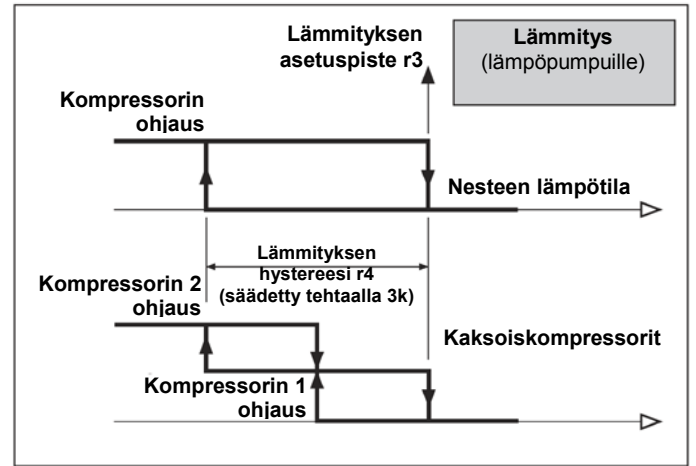 Lämmityksen
asetuspiste r3
Lämmitys
(lämpöpumpuille)
Kompressorin
ohjaus
Nesteen lämpötila
Lämmityksen
hystereesi r4
(säädetty tehtaalla 3k)
Kompressorin 2
ohjaus
Kaksoiskompressorit
Kompressorin 1
ohjaus